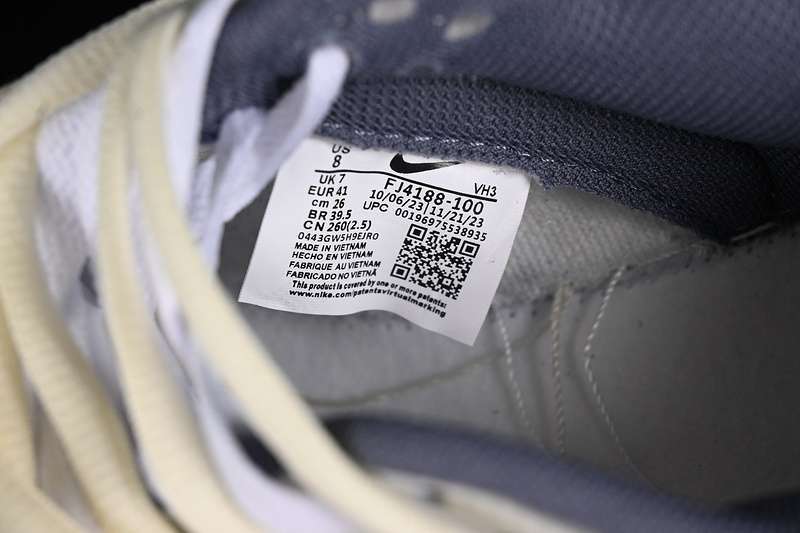 US
8
UK 7
EUR 41
cm 26
BR 39.5
CN 260(2.5)
0443GW5H9EJR0
MADE IN VIETNAM
HECHO EN VIETNAM
FABRIQUE AU VIETNAM
FABRICADO NO VIETNÃ
This product is covered by one or more patents:
www.nike.com/patentsvirtualmarking
VH3
FJ4188-100
10/06/23|11/21/23
UPC 00196975538935